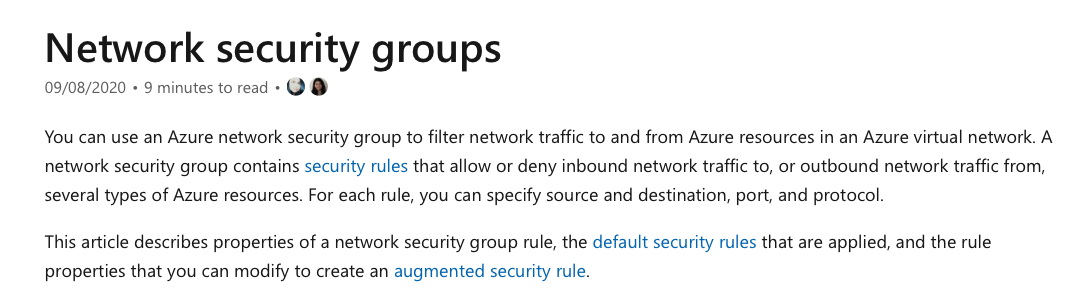 Network security groups
09/08/2020 • 9 minutes to read •
You can use an Azure network security group to filter network traffic to and from Azure resources in an Azure virtual network. A
network security group contains security rules that allow or deny inbound network traffic to, or outbound network traffic from,
several types of Azure resources. For each rule, you can specify source and destination, port, and protocol.
This article describes properties of a network security group rule, the default security rules that are applied, and the rule
properties that you can modify to create an augmented security rule.